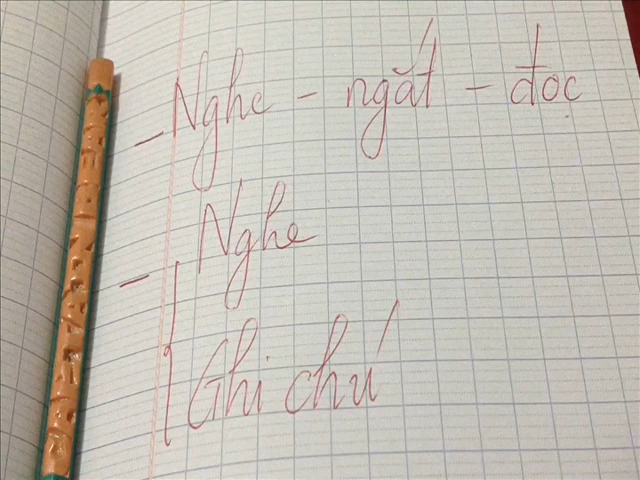 - Nghe - ngắt - đọc
- Nghe
Ghi chú